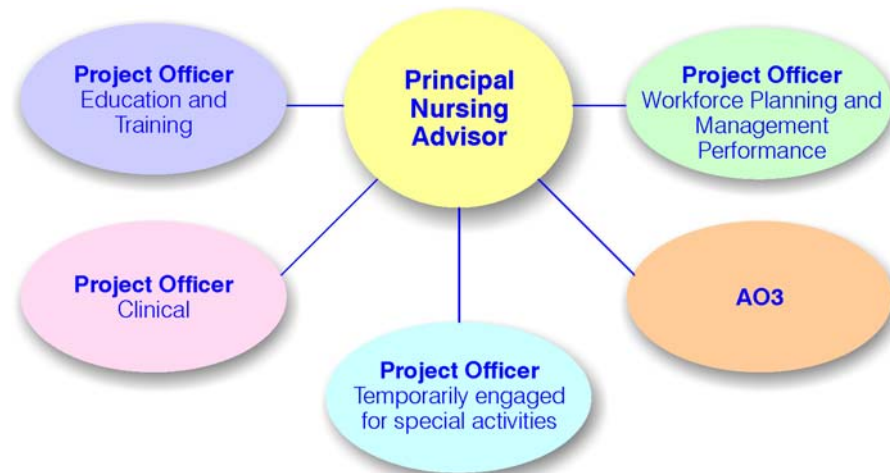 Project Officer
Education and
Training
Principal
Nursing
Advisor
Project Officer
Workforce Planning and
Management
Performance
Project Officer
Clinical
Project Officer
Temporarily engaged
for special activities
AO3